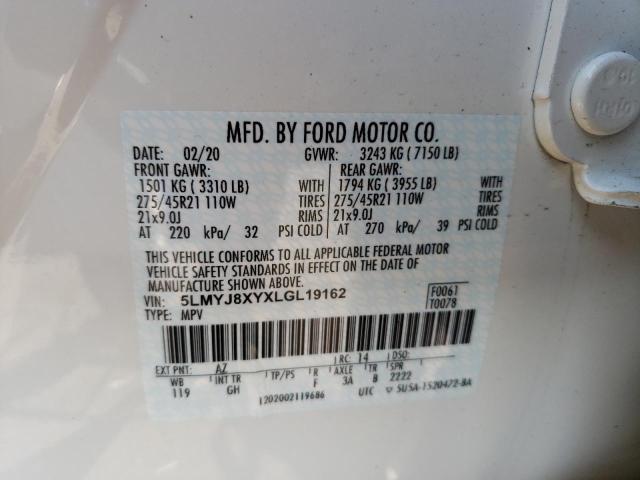 MFD. BY FORD MOTOR CO.
DATE: 02/20 GVWR: 3243 KG ( 7150 LB)
FRONT GAWR: REAR GAWR:
1501 KG ( 3310 LB) WITH 1794 KG ( 3955 LB) WITH
275/45R21 110W TIRES 275/45R21 110W TIRES
21x9.0J RIMS 21x9.0J RIMS
AT 220 kPa/ 32 PSI COLD AT 270 kPa/ 39 PSI COLD
THIS VEHICLE CONFORMS TO ALL APPLICABLE FEDERAL MOTOR
VEHICLE SAFETY STANDARDS IN EFFECT ON THE DATE OF
MANUFACTURE SHOWN ABOVE.
VIN: 5LMYJ8XYXLGL19162 F0061
TYPE: MPV T0078
EXT PNT: AZ RC: 14 DSO:
WB INT TR TP/PS R AXLE TR SPR
119 GH F 3A B 2222
1202002119686 UTC 5U5A-1520472-BA